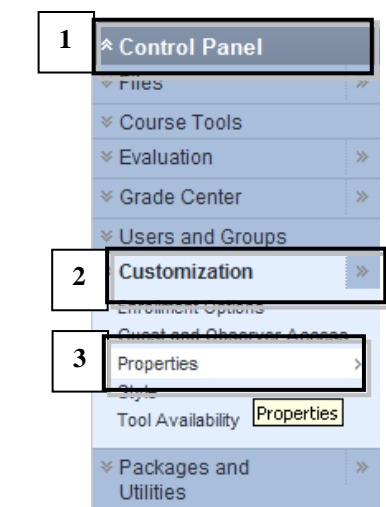 1
Control Panel
Files
Course Tools
Evaluation
Grade Center
Users and Groups
2
Customization
Enrollment Options
Guest and Observer Access
3
Properties
Style
Tool Availability
Properties
Packages and
Utilities